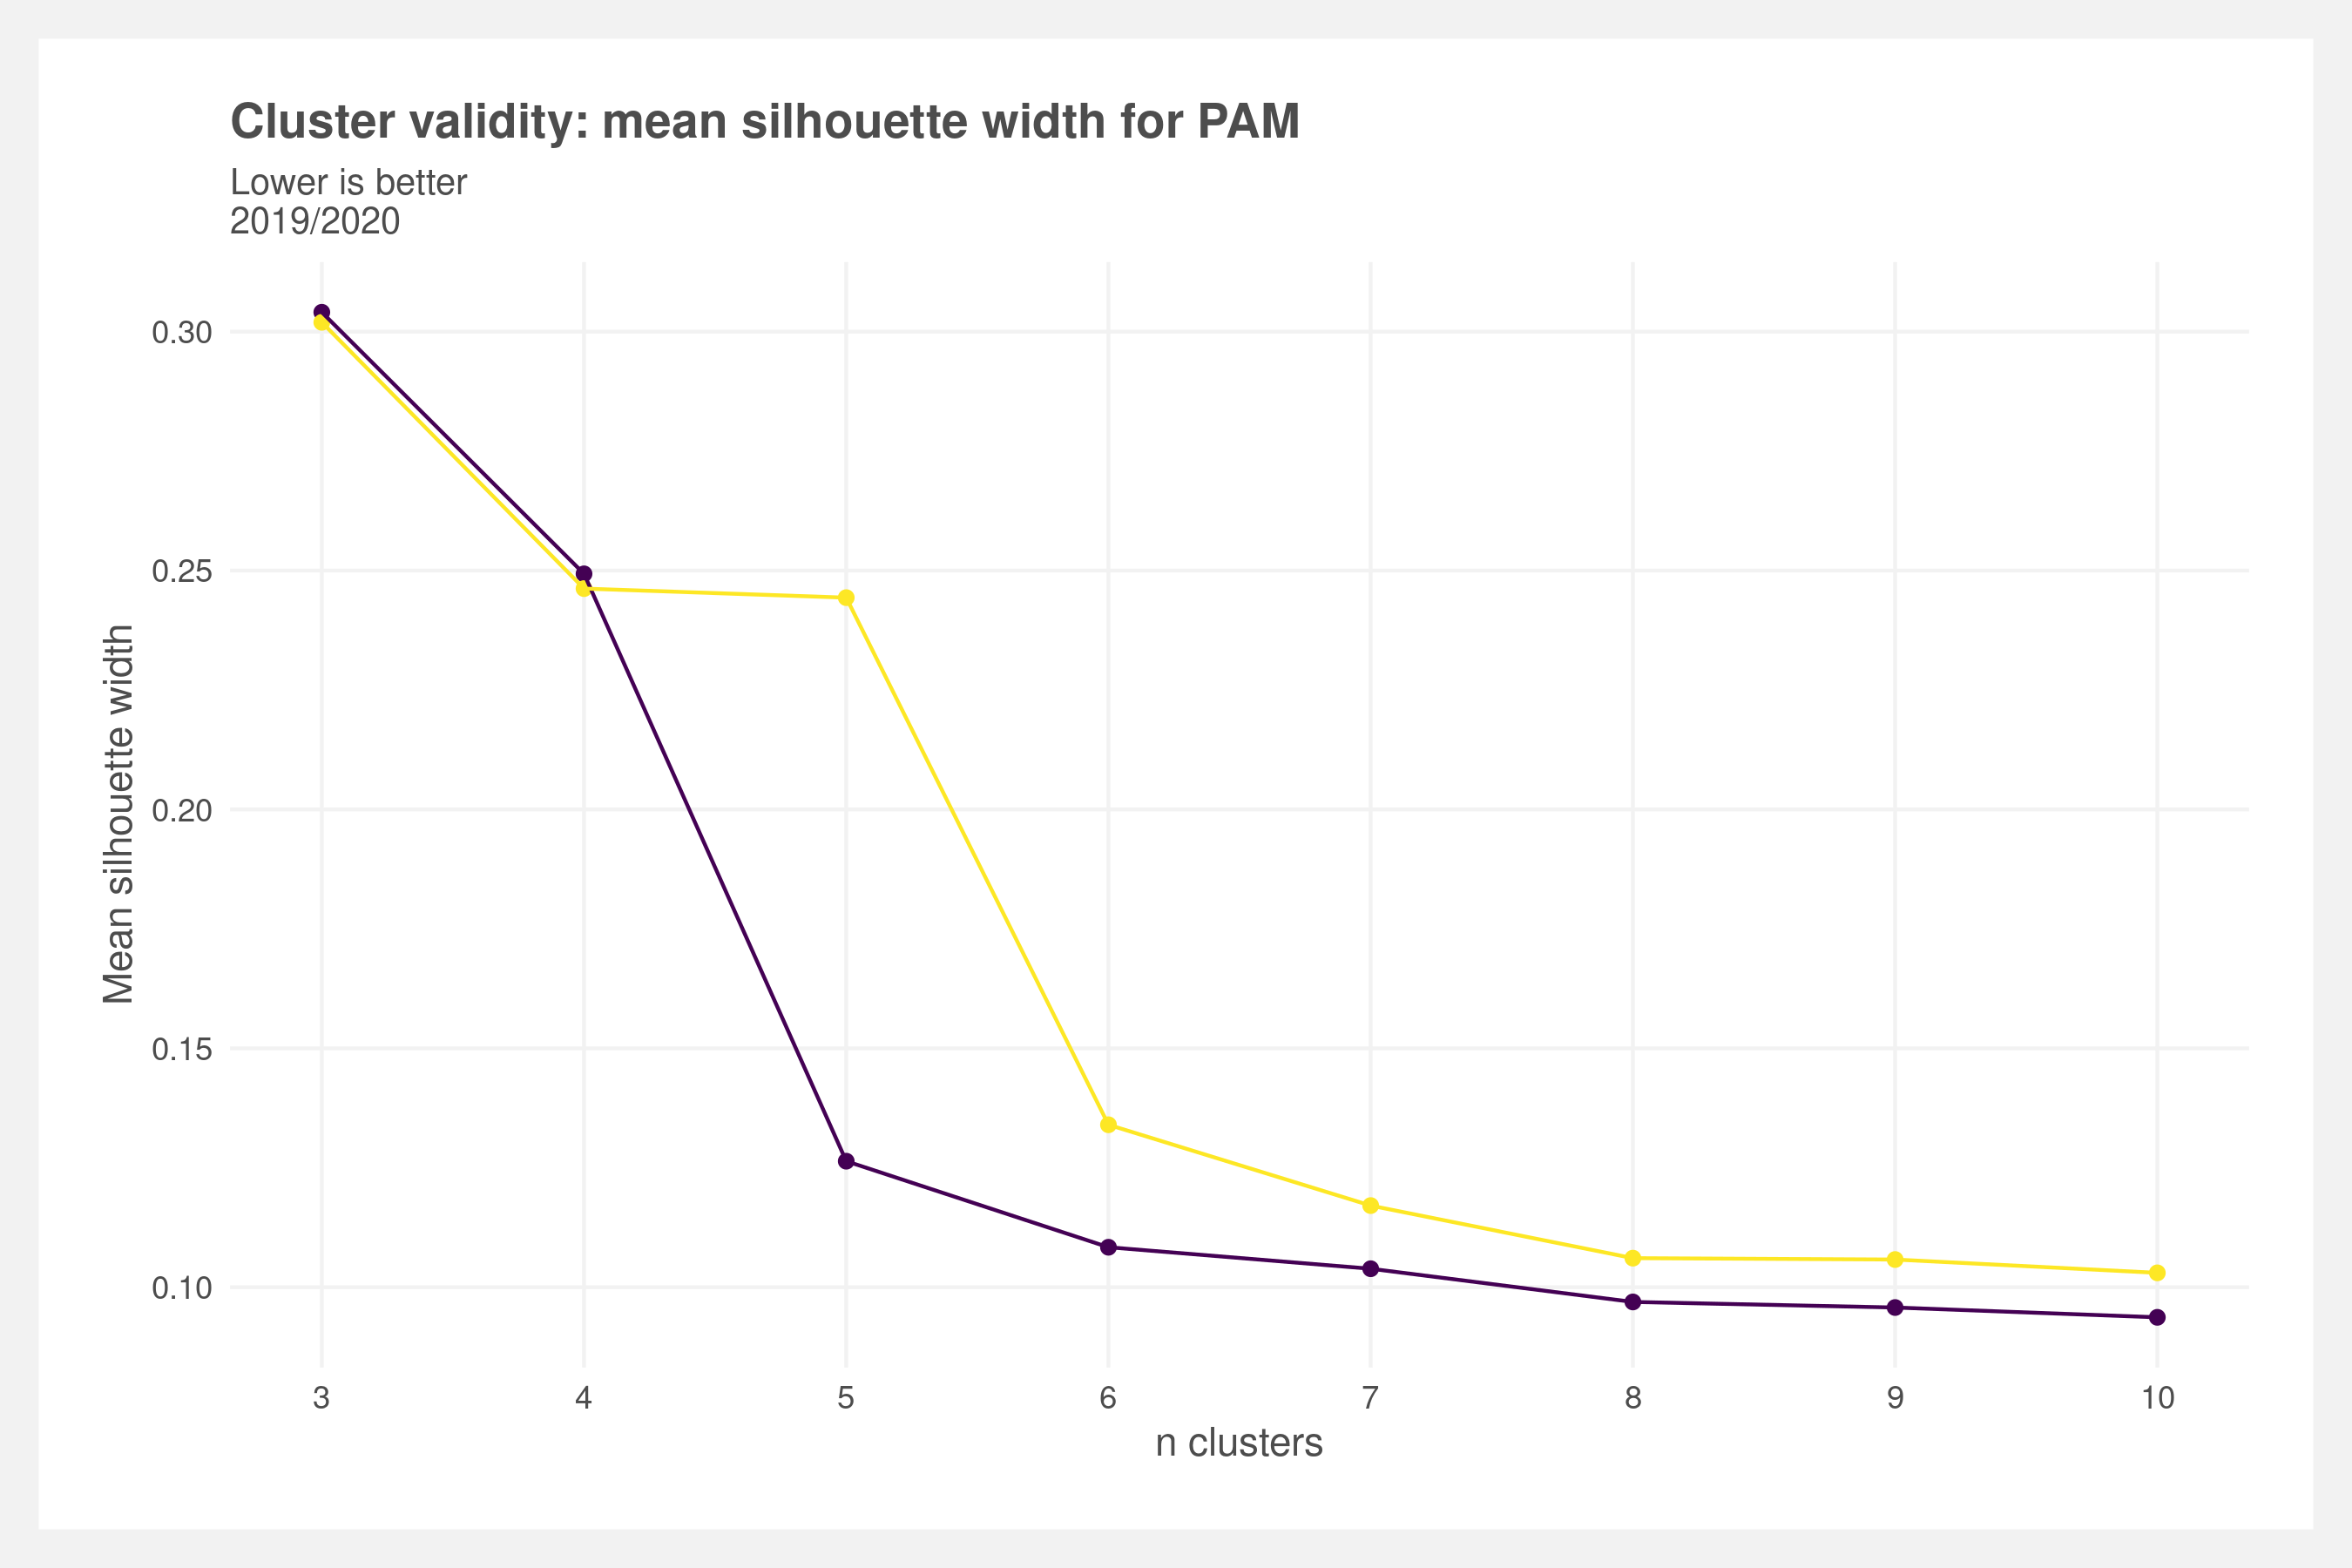 Cluster validity: mean silhouette width for PAM
Lower is better
2019/2020
0.30
0.25
0.20
0.15
0.10
Mean silhouette width
3 4 5 6 7 8 9 10
n clusters